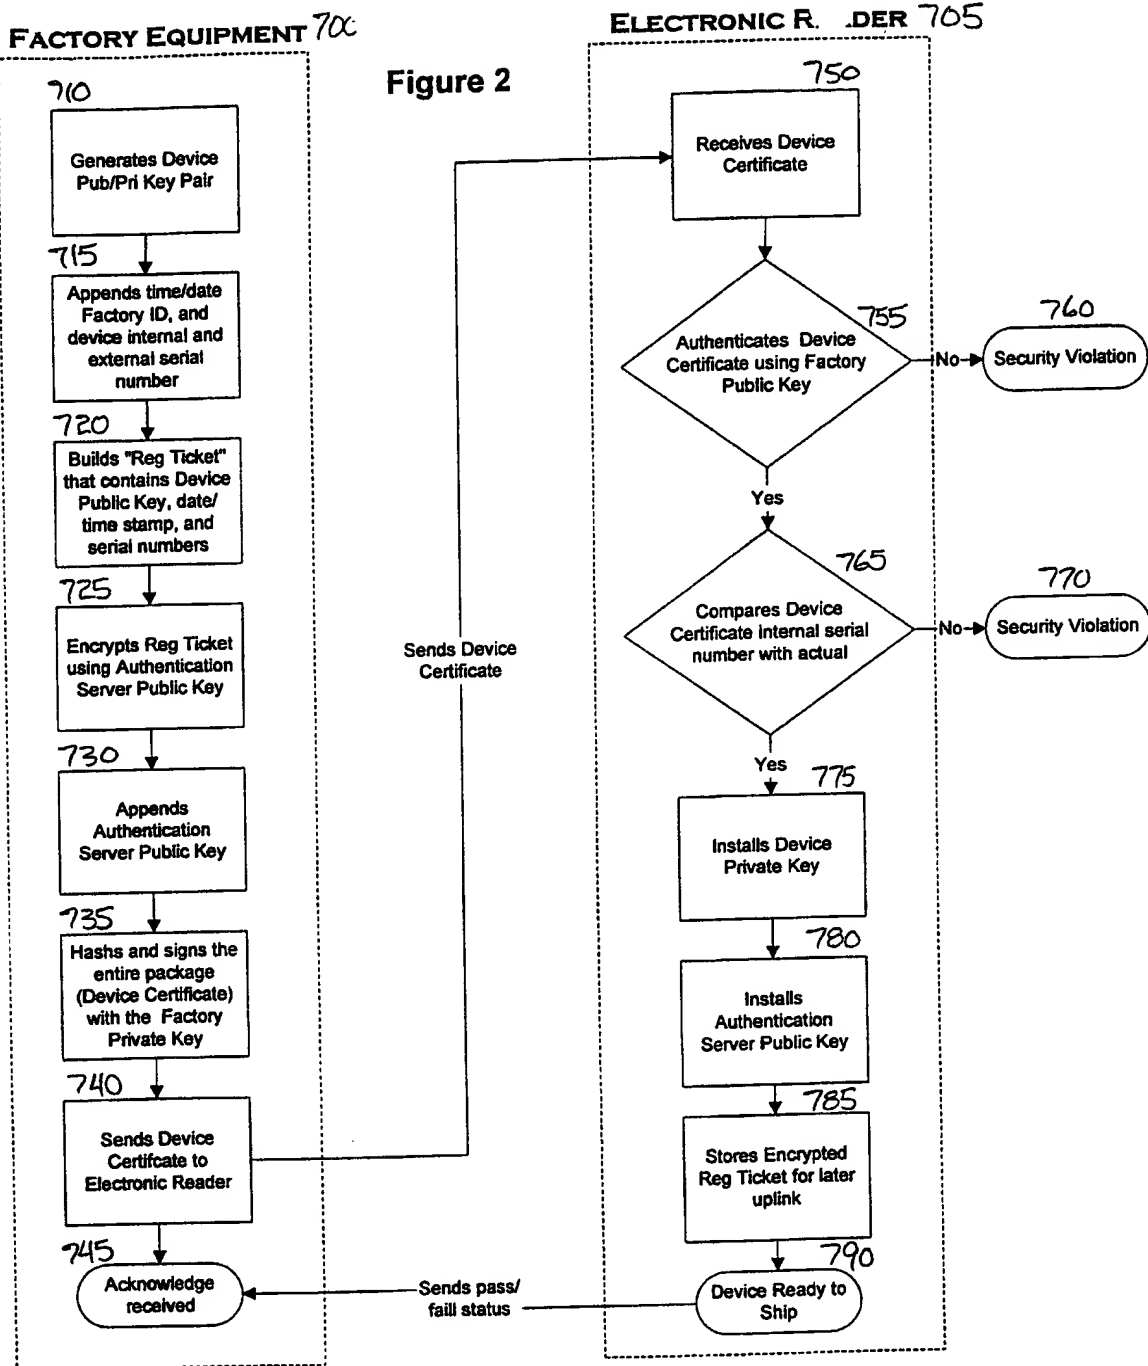 FACTORY EQUIPMENT 700
ELECTRONIC R. .DER 705
Figure 2
710
Generates Device
Pub/Pri Key Pair
715
Appends time/date
Factory ID, and
device internal and
external serial
number
720
Builds "Reg Ticket"
that contains Device
Public Key, date/
time stamp, and
serial numbers
725
Encrypts Reg Ticket
using Authentication
Server Public Key
730
Appends
Authentication
Server Public Key
735
Hashs and signs the
entire package
(Device Certificate)
with the Factory
Private Key
740
Sends Device
Certifcate to
Electronic Reader
745
Acknowledge
received
Sends Device
Certificate
Sends pass/
faill status
750
Receives Device
Certificate
755
Authenticates Device
Certificate using Factory
Public Key
No
760
Security Violation
Yes
765
Compares Device
Certificate internal serial
number with actual
No
770
Security Violation
Yes
775
Installs Device
Private Key
780
Installs
Authentication
Server Public Key
785
Stores Encrypted
Reg Ticket for later
uplink
790
Device Ready to
Ship